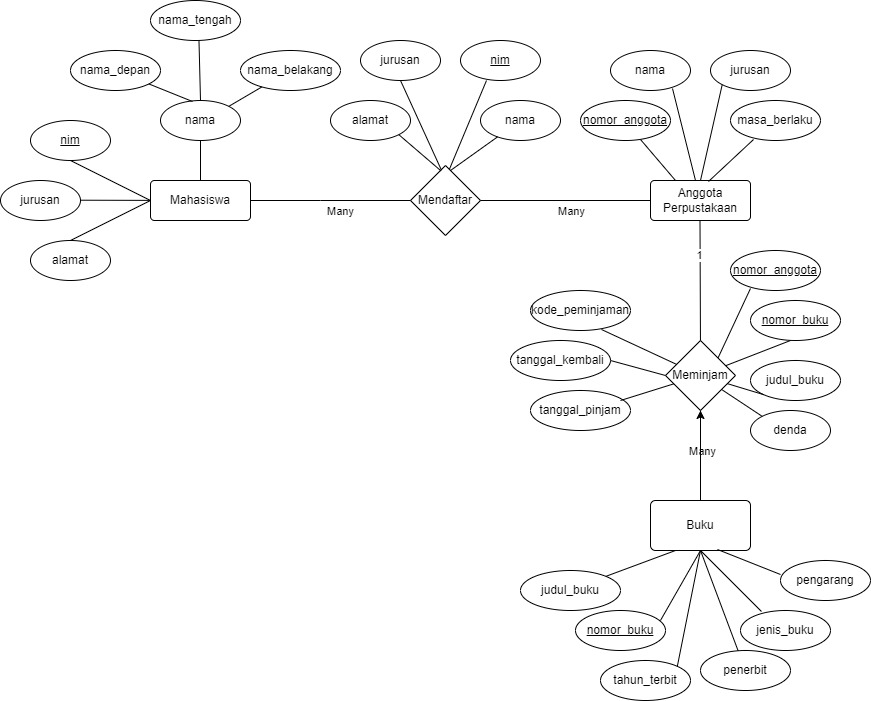 nama_tengah
nama_depan
nama_belakang
nama
nim
jurusan
alamat
Mahasiswa
Many
jurusan
nim
alamat
nama
Mendaftar
Many
nama
jurusan
nomor_anggota
masa_berlaku
Anggota
Perpustakaan
1
nomor_anggota
kode_peminjaman
nomor_buku
tanggal_kembali
Meminjam
judul_buku
tanggal_pinjam
denda
Many
Buku
pengarang
judul_buku
nomor_buku
jenis_buku
penerbit
tahun_terbit